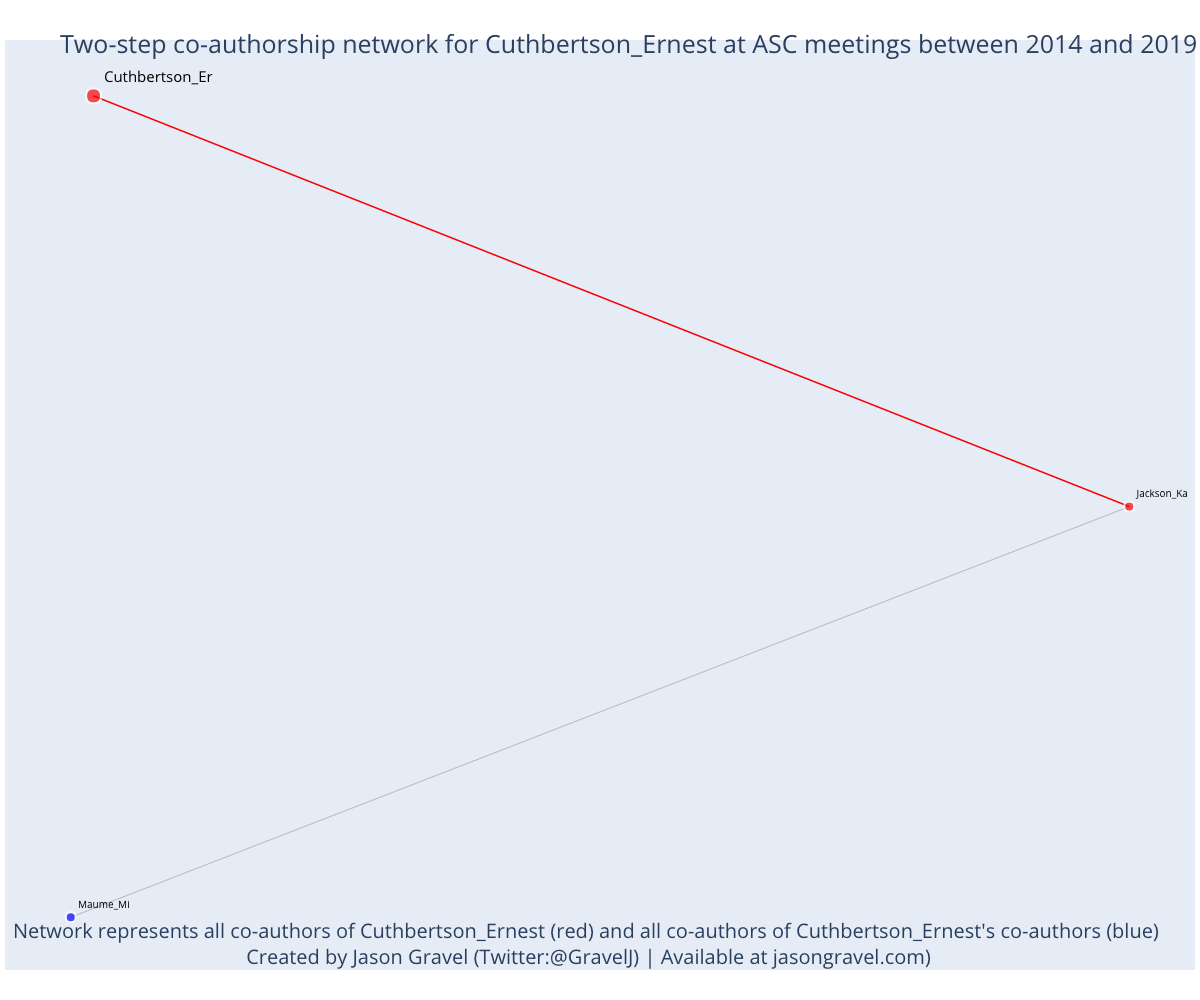 Two-step co-authorship network for Cuthbertson_Ernest at ASC meetings between 2014 and 2019
Cuthbertson_Er
Jackson_Ka
Maume_Mi
Network represents all co-authors of Cuthbertson_Ernest (red) and all co-authors of Cuthbertson_Ernest's co-authors (blue)
Created by Jason Gravel (Twitter:@GravelJ) | Available at jasongravel.com)